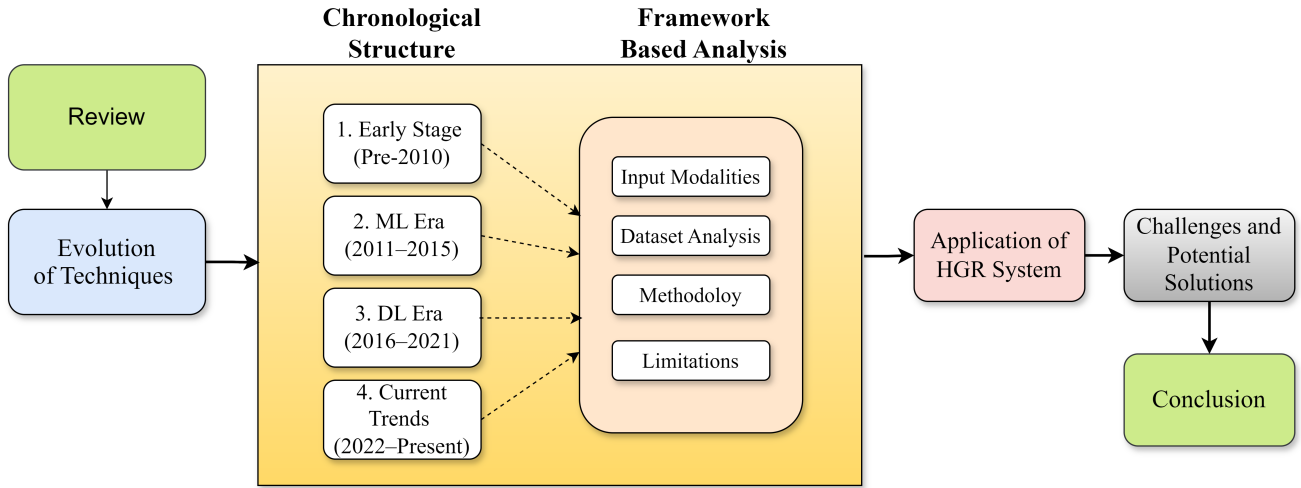 Chronological
Structure
Framework
Based Analysis
Review
Evolution
of Techniques
1. Early Stage
(Pre-2010)
2. ML Era
(2011–2015)
3. DL Era
(2016–2021)
4. Current
Trends
(2022–Present)
Input Modalities
Dataset Analysis
Methodoloy
Limitations
Application of
HGR System
Challenges and
Potential
Solutions
Conclusion